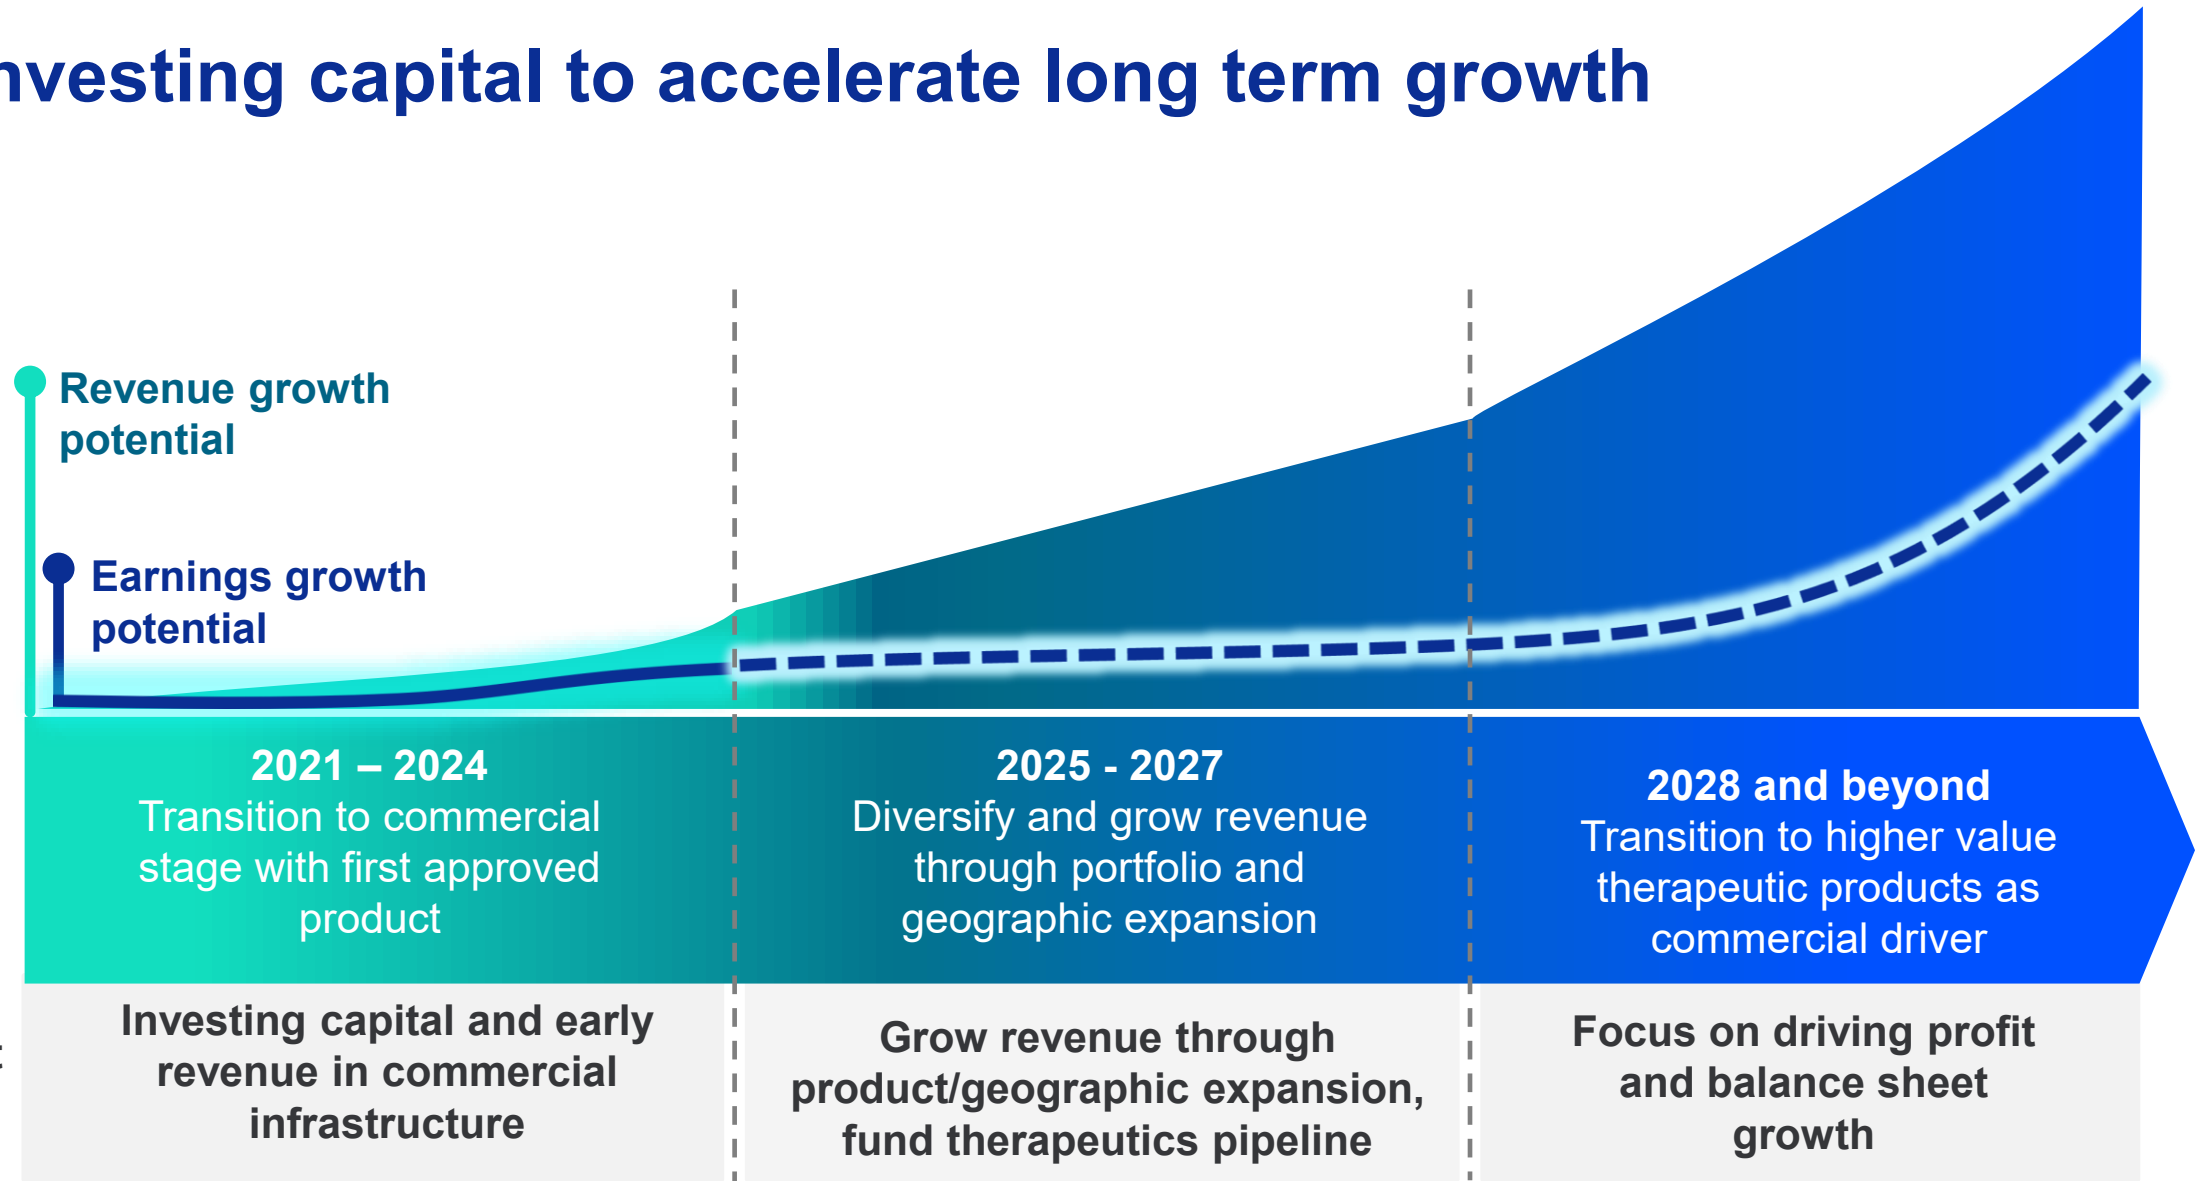 nvesting capital to accelerate long term growth
Revenue growth
potential
Earnings growth
potential
2021 – 2024
Transition to commercial
stage with first approved
product
2025 - 2027
Diversify and grow revenue
through portfolio and
geographic expansion
2028 and beyond
Transition to higher value
therapeutic products as
commercial driver
Investing capital and early
revenue in commercial
infrastructure
Grow revenue through
product/geographic expansion,
fund therapeutics pipeline
Focus on driving profit
and balance sheet
growth